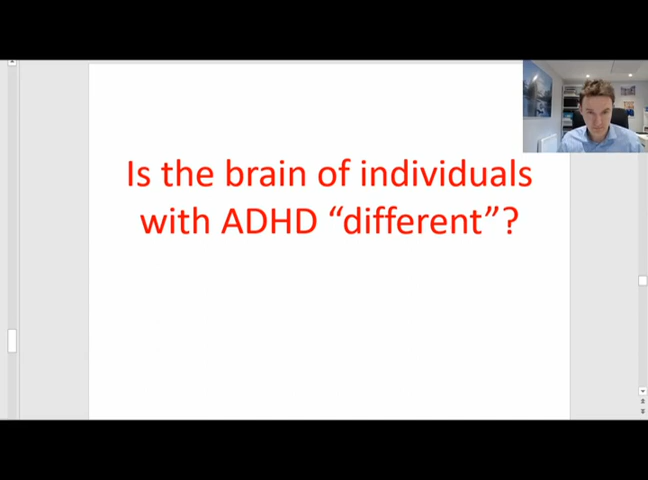 Is the brain of individuals
with ADHD “different”?